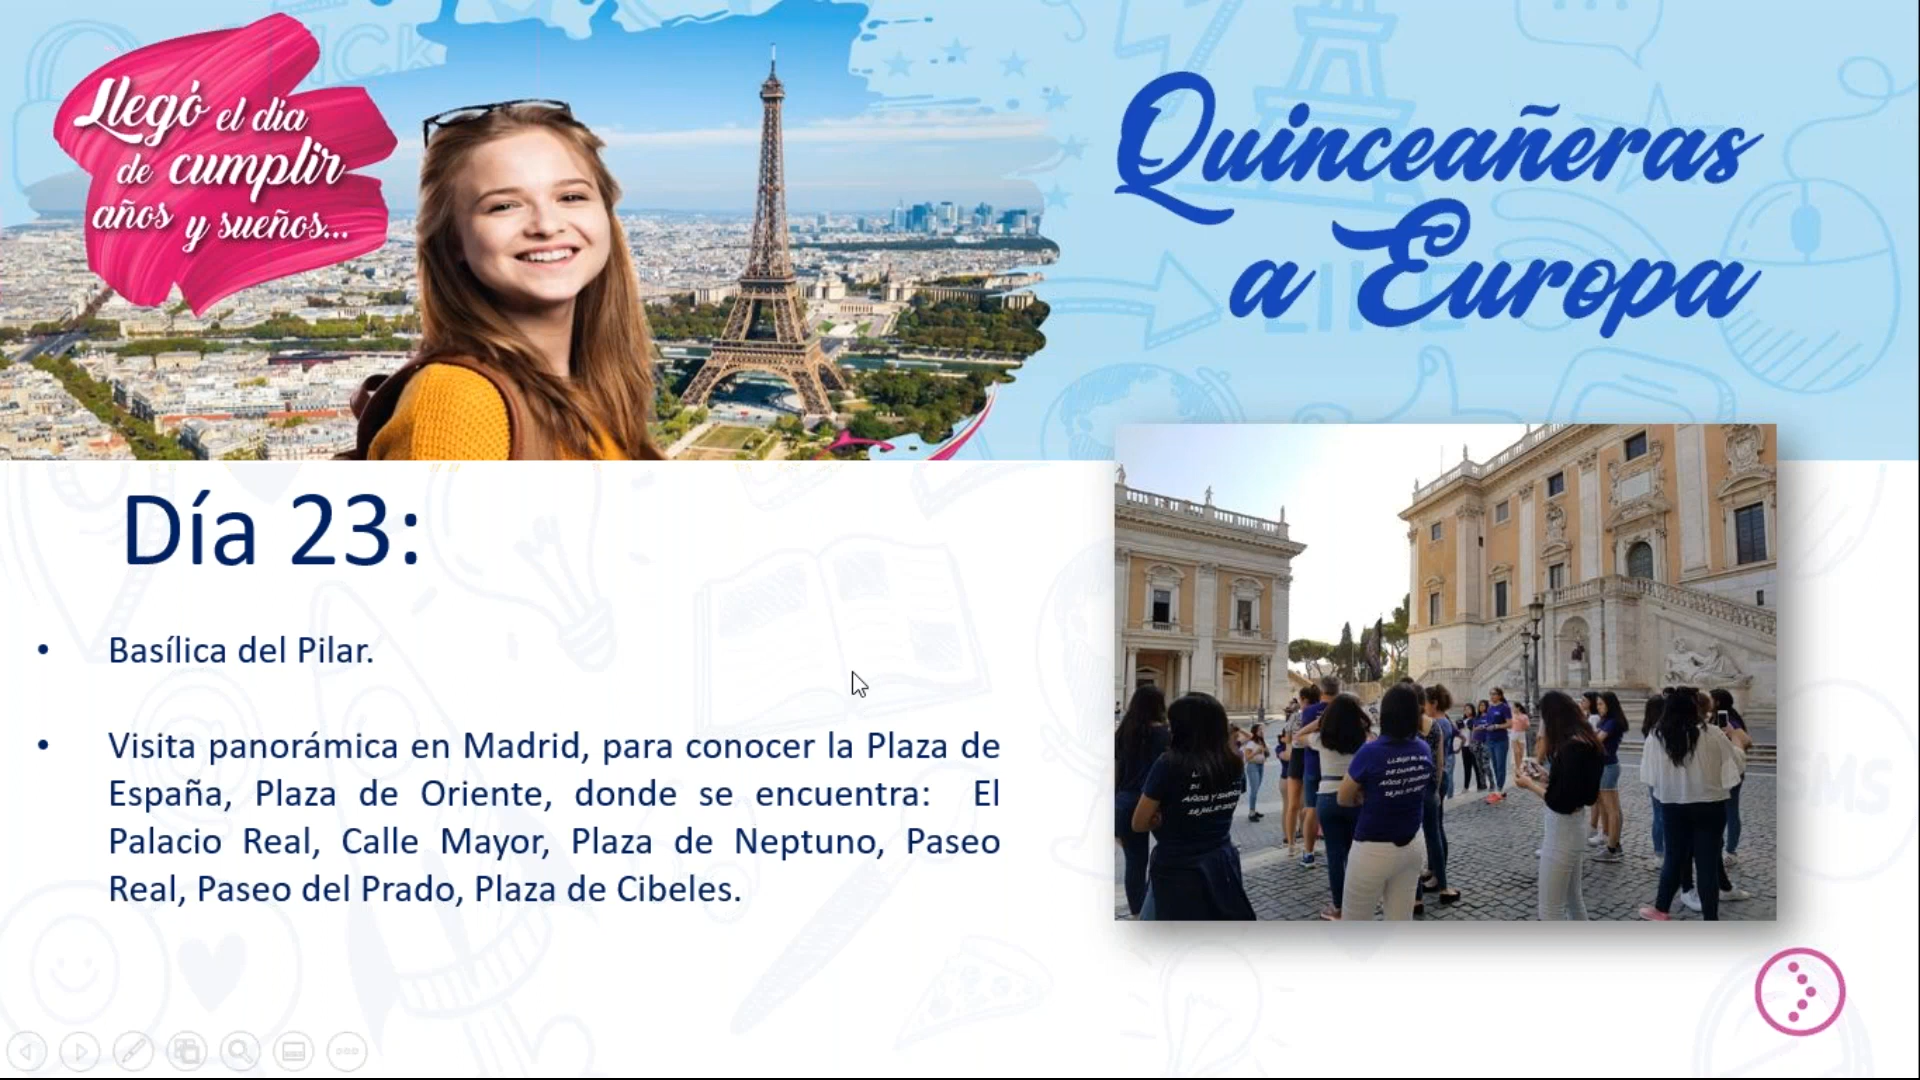 Llegó el día
de cumplir
años y sueños...
Quinceañeras
a Europa
Día 23:
• Basílica del Pilar.
• Visita panorámica en Madrid, para conocer la Plaza de
España, Plaza de Oriente, donde se encuentra: El
Palacio Real, Calle Mayor, Plaza de Neptuno, Paseo
Real, Paseo del Prado, Plaza de Cibeles.